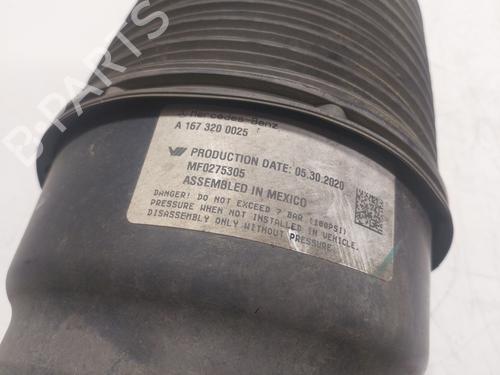 Mercedes-Benz
A 167 320 0025
PRODUCTION DATE: 05.30.2020
MF0275305
ASSEMBLED IN MEXICO
DANGER! DO NOT EXCEED 7 BAR (100PSI)
PRESSURE WHEN NOT INSTALLED IN VEHICLE.
DISASSEMBLY ONLY WITHOUT PRESSURE.
B-PARTS